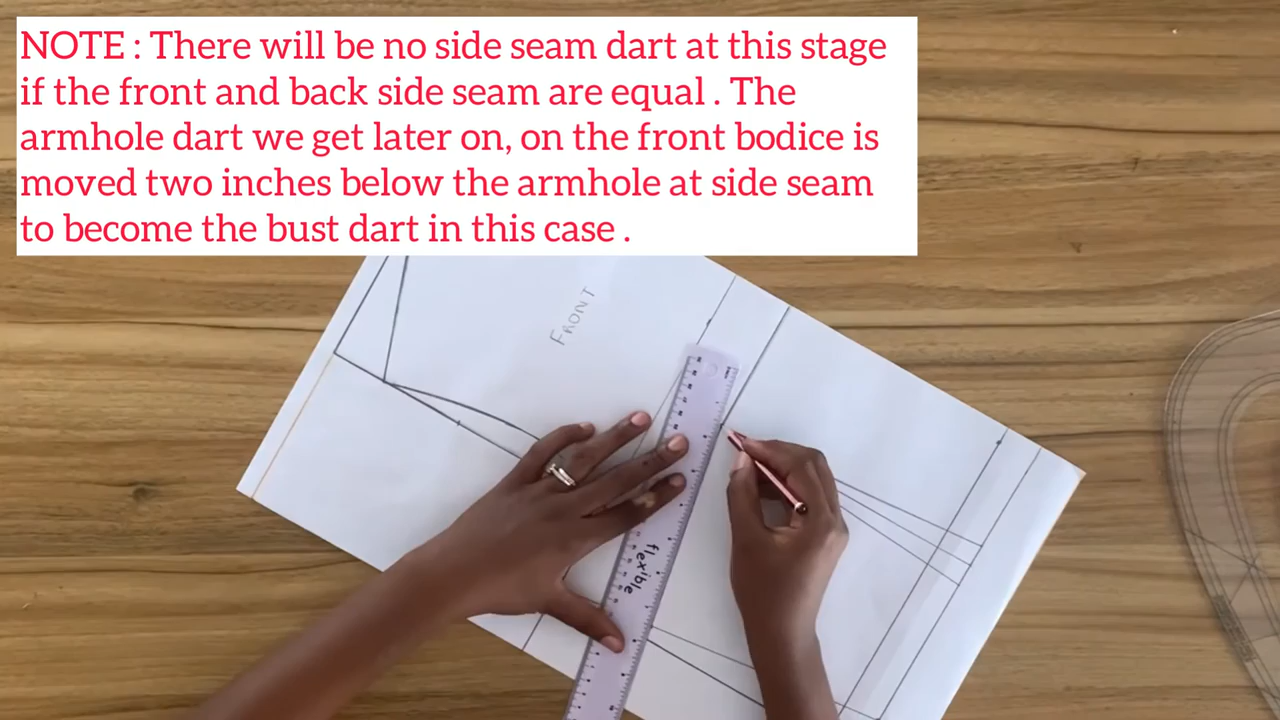 NOTE : There will be no side seam dart at this stage
if the front and back side seam are equal . The
armhole dart we get later on, on the front bodice is
moved two inches below the armhole at side seam
to become the bust dart in this case .
FRONT
flexible